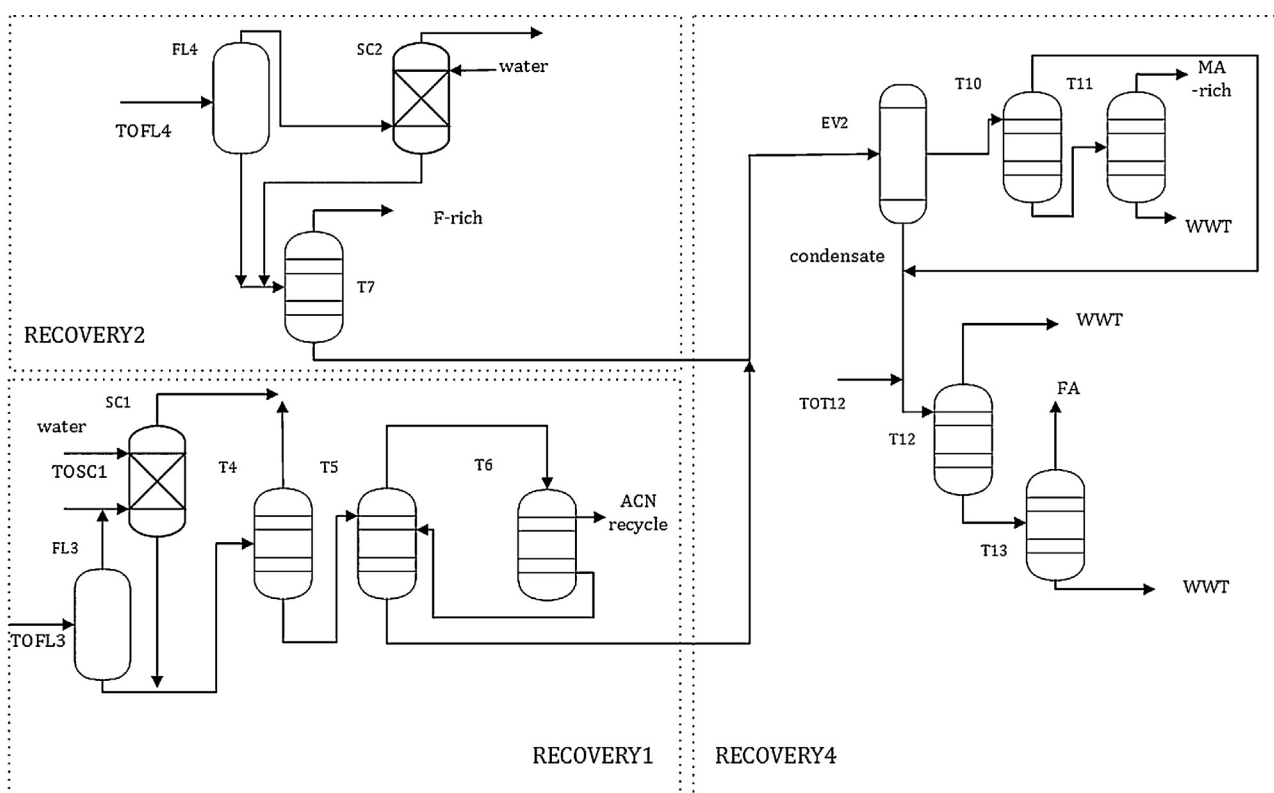 FL4
SC2
water
TOFL4
F-rich
T7
RECOVERY2
SC1
water
TOSC1
FL3
TOFL3
T4
T5
T6
ACN
recycle
RECOVERY1
EV2
T10
T11
MA
-rich
WWT
condensate
WWT
TOT12
FA
T12
T13
WWT
RECOVERY4